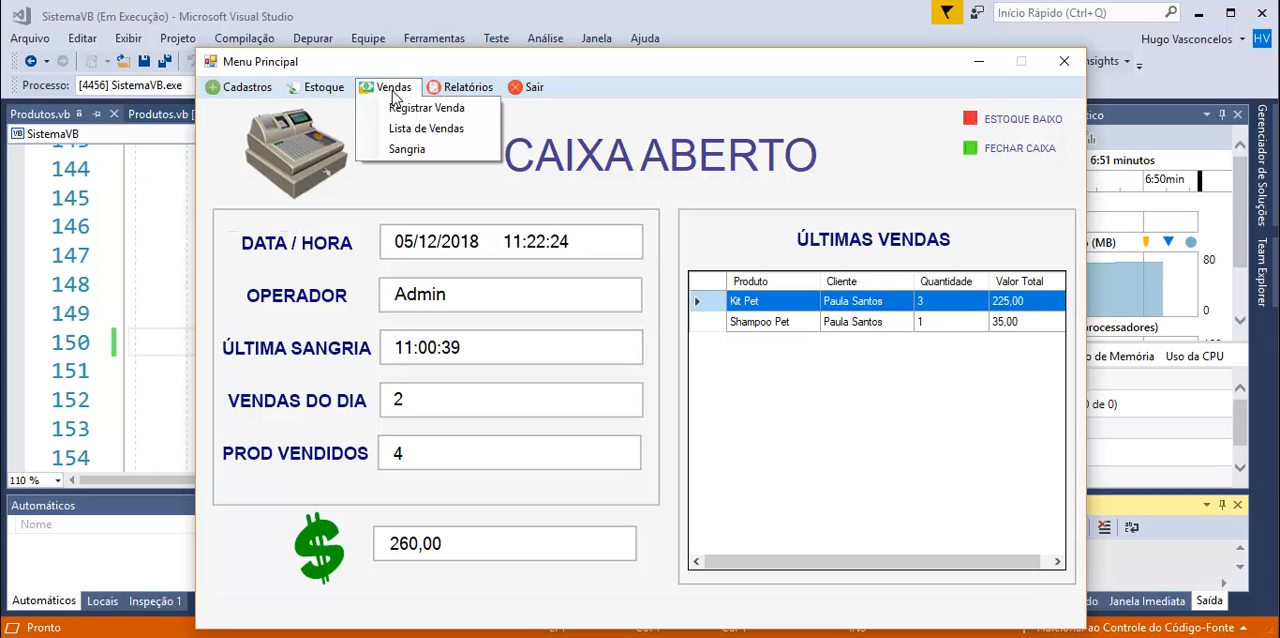 SistemaVB (Em Execução) - Microsoft Visual Studio
Início Rápido (Ctrl+Q)
Arquivo Editar Exibir Projeto Compilação Depurar Equipe Ferramentas Teste Análise Janela Ajuda
Hugo Vasconcelos HV
Processo: [4456] SistemaVB.exe
Menu Principal
Cadastros Estoque Vendas Relatórios Sair
Registrar Venda
Lista de Vendas
Sangria
CAIXA ABERTO
ESTOQUE BAIXO
FECHAR CAIXA
Produtos.vb Produtos.vb [
SistemaVB
144
145
146
147
148
149
150
151
152
153
154
110 %
DATA / HORA 05/12/2018 11:22:24
OPERADOR Admin
ÚLTIMA SANGRIA 11:00:39
VENDAS DO DIA 2
PROD VENDIDOS 4
$ 260,00
ÚLTIMAS VENDAS
Produto Cliente Quantidade Valor Total
Kit Pet Paula Santos 3 225,00
Shampoo Pet Paula Santos 1 35,00
6:51 minutos
6:50min
(MB)
80
0
processadores)
o de Memória Uso da CPU
0 de 0)
Gerenciador de Soluções
Team Explorer
Automáticos
Nome
Automáticos Locais Inspeção 1
do Janela Imediata Saída
Pronto
Adicionar ao Controle do Código-Fonte